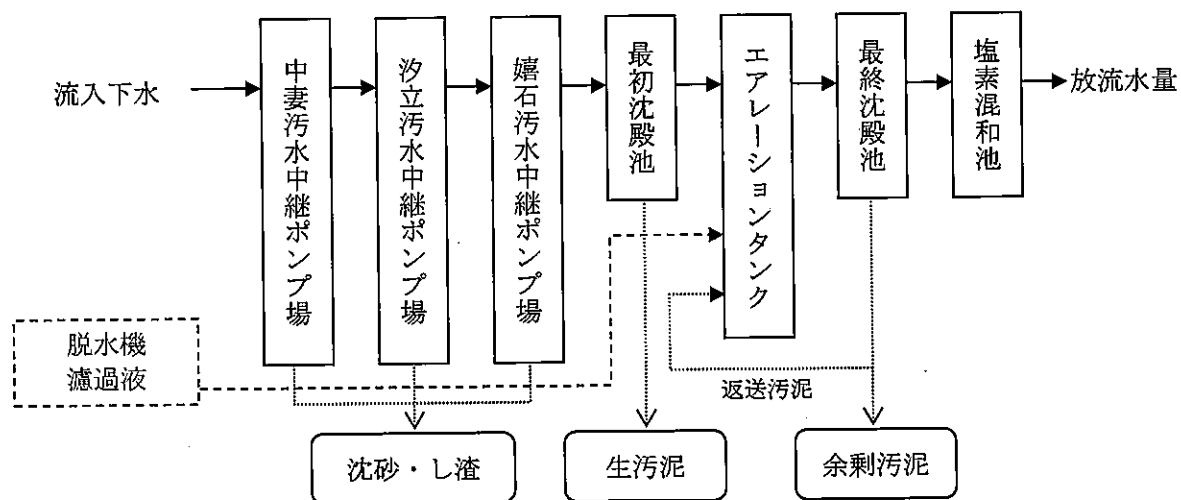 流入下水
中妻汚水中継ポンプ場
汐立汚水中継ポンプ場
嬉石汚水中継ポンプ場
最初沈殿池
エアレーションタンク
最終沈殿池
塩素混和池
放流水量
脱水機
濾過液
返送汚泥
沈砂・し渣
生汚泥
余剰汚泥